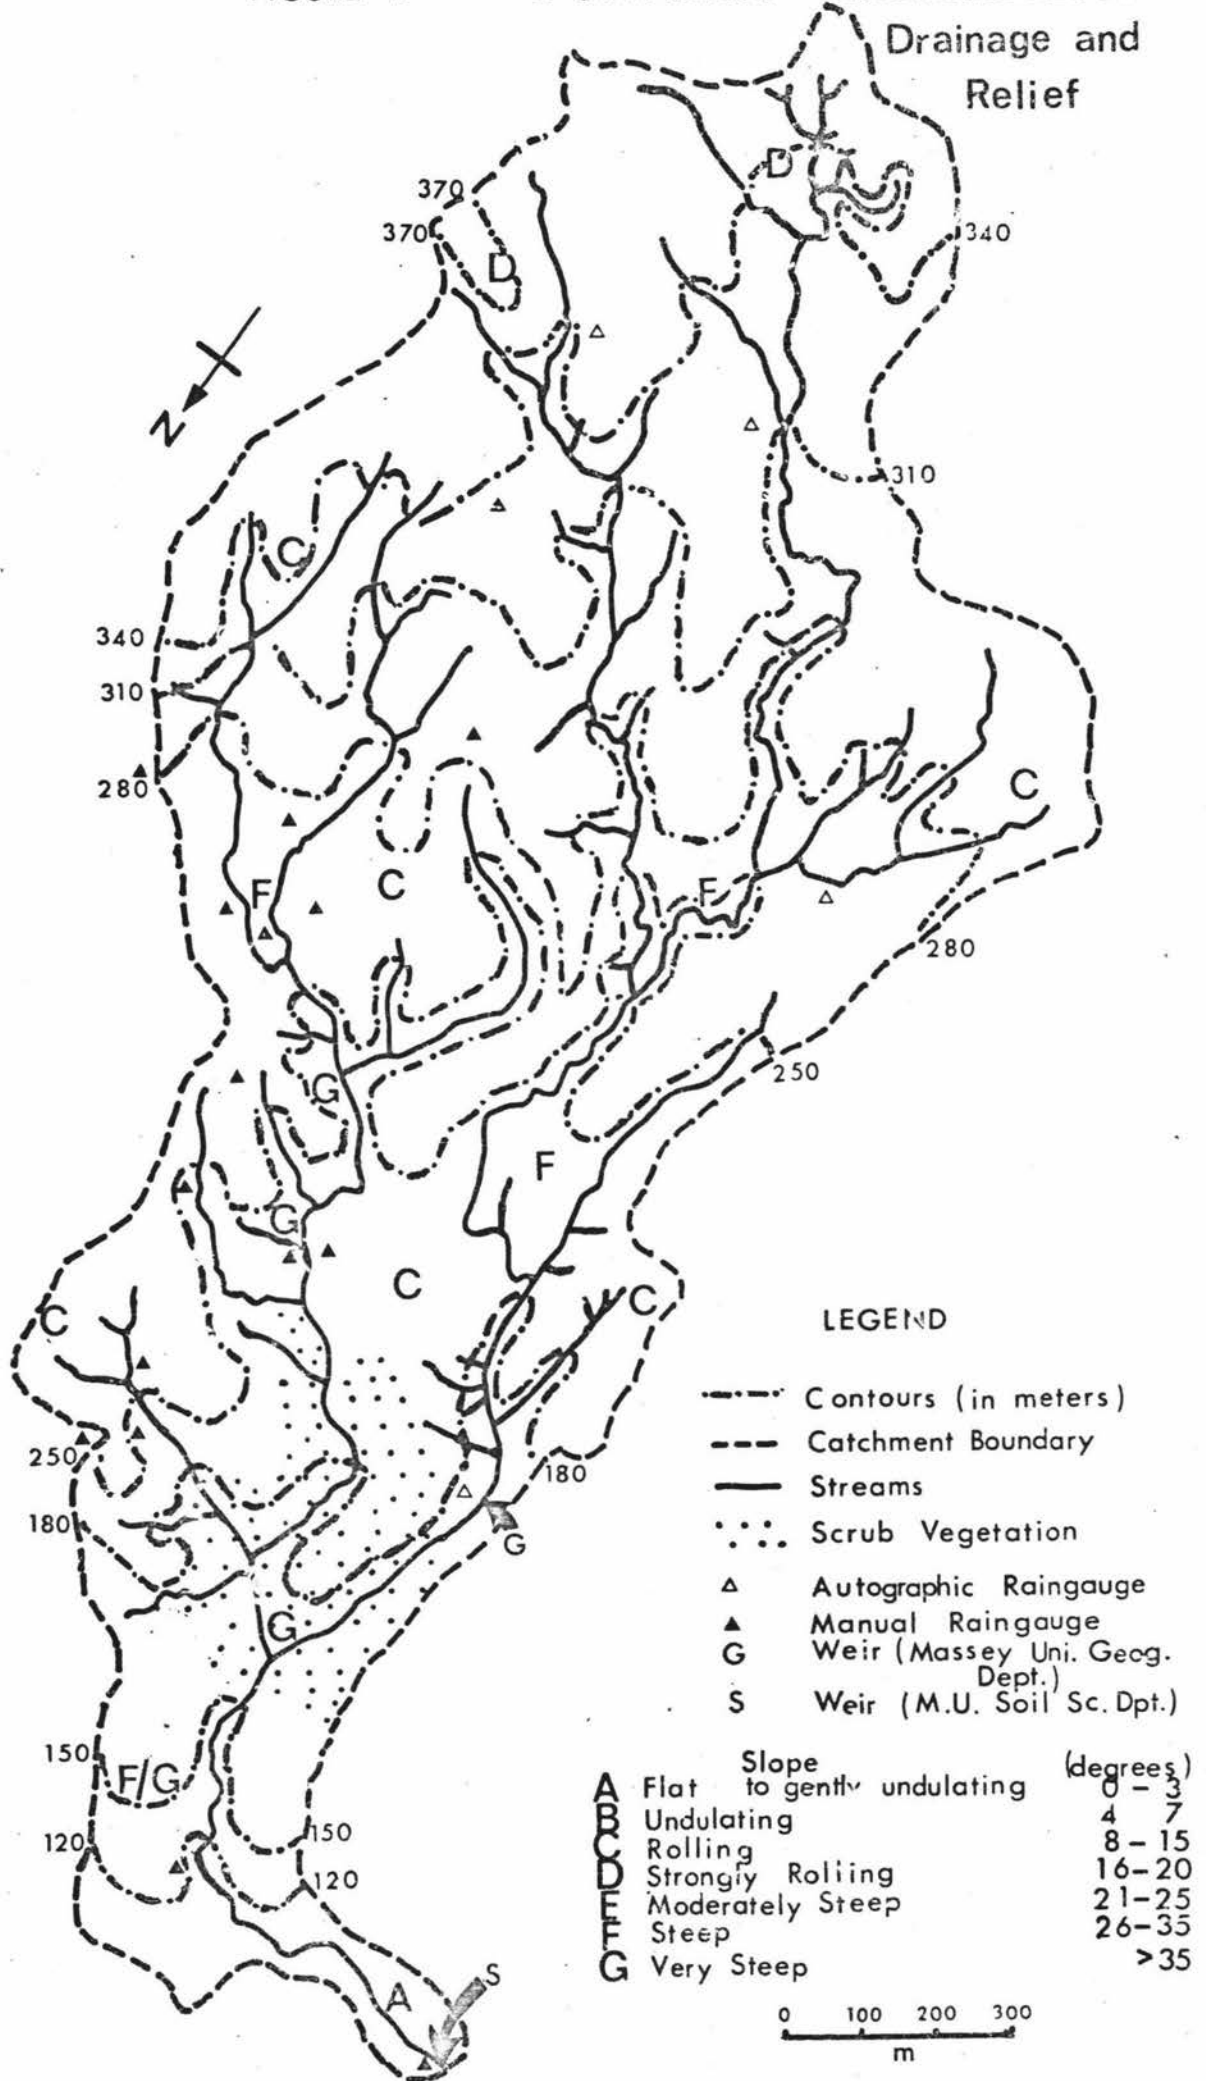 Drainage and
Relief
D
370
370
D
340
N
310
C
340
310
280
C
F
C
F
280
250
G
F
G
C
C
C
250
180
180
G
G
150
F/G
120
150
120
S
A
LEGEND
Contours (in meters)
Catchment Boundary
Streams
Scrub Vegetation
Autographic Raingauge
Manual Raingauge
G Weir (Massey Uni. Geog.
Dept.)
S Weir (M.U. Soil Sc. Dpt.)
Slope (degrees)
A Flat to gently undulating 0 - 3
B Undulating 4 7
C Rolling 8 - 15
D Strongly Rolling 16-20
E Moderately Steep 21-25
F Steep 26-35
G Very Steep >35
0 100 200 300
m